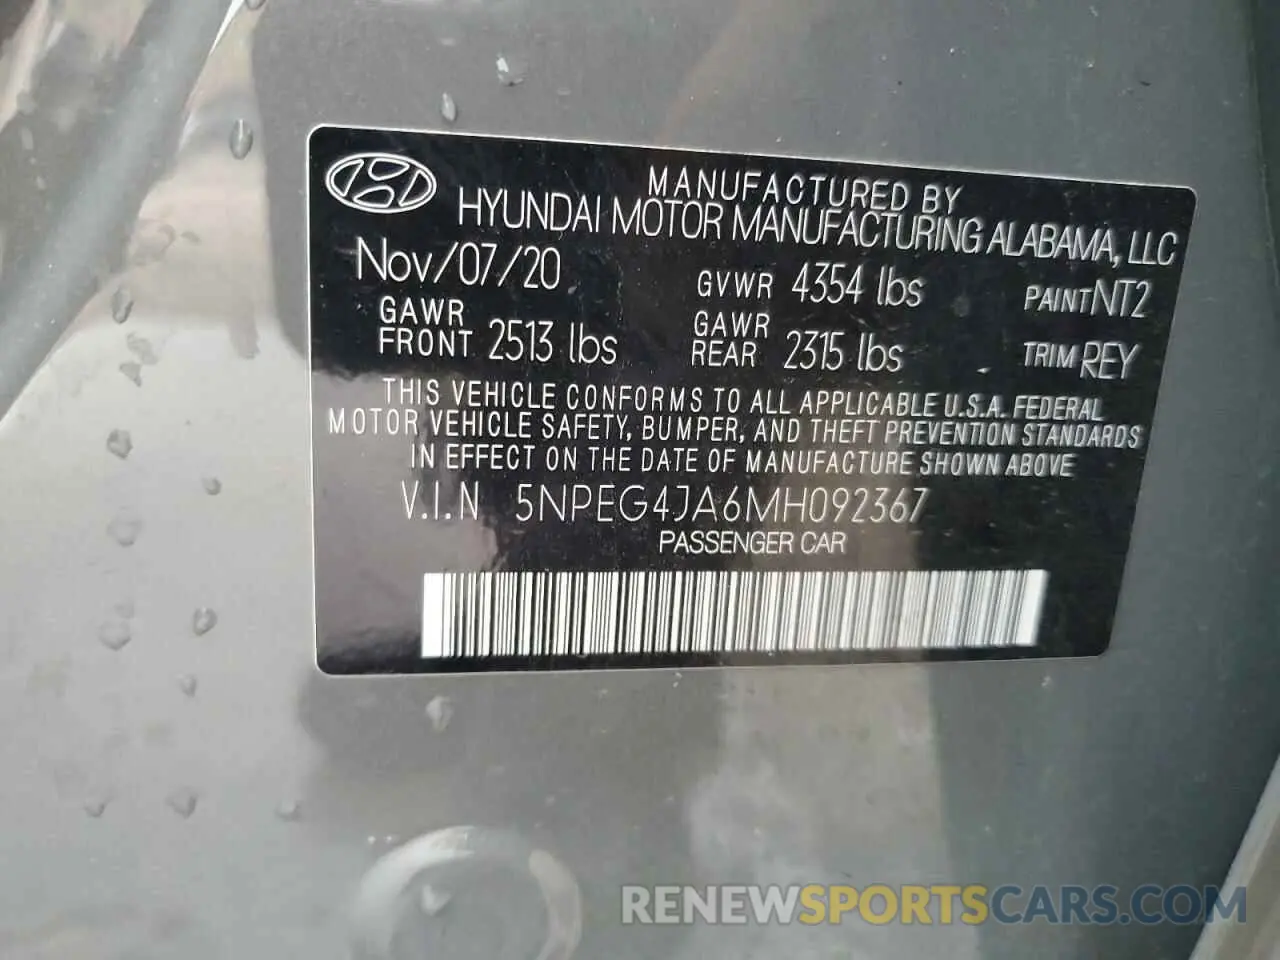 MANUFACTURED BY
HYUNDAI MOTOR MANUFACTURING ALABAMA, LLC
Nov/07/20 GVWR 4354 lbs PAINT NT2
GAWR FRONT 2513 lbs GAWR REAR 2315 lbs TRIM REY
THIS VEHICLE CONFORMS TO ALL APPLICABLE U.S.A. FEDERAL
MOTOR VEHICLE SAFETY, BUMPER, AND THEFT PREVENTION STANDARDS
IN EFFECT ON THE DATE OF MANUFACTURE SHOWN ABOVE
V.I.N 5NPEG4JA6MH092367
PASSENGER CAR
RENEWSPORTSCARS.COM